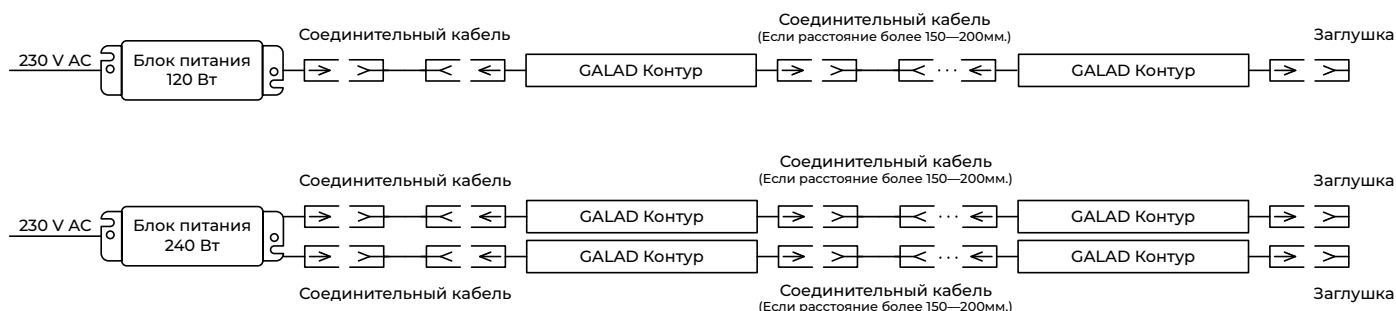 Соединительный кабель
Соединительный кабель
(Если расстояние более 150—200мм.)
Заглушка
230 V AC
Блок питания
120 Вт
GALAD Контур
GALAD Контур
Соединительный кабель
Соединительный кабель
(Если расстояние более 150—200мм.)
Заглушка
230 V AC
Блок питания
240 Вт
GALAD Контур
GALAD Контур
GALAD Контур
GALAD Контур
Соединительный кабель
Соединительный кабель
(Если расстояние более 150—200мм.)
Заглушка